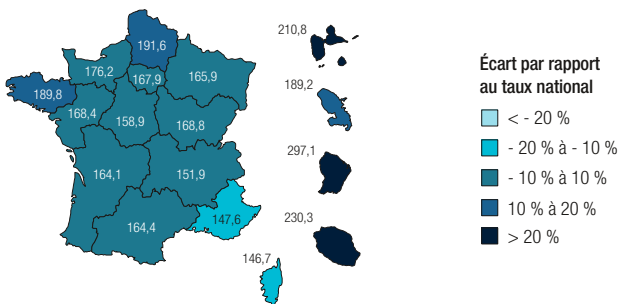 191,6
176,2
167,9
165,9
189,8
168,4
158,9
168,8
164,1
151,9
164,4
147,6
146,7
210,8
189,2
297,1
230,3
Écart par rapport
au taux national
< - 20 %
- 20 % à - 10 %
- 10 % à 10 %
10 % à 20 %
> 20 %